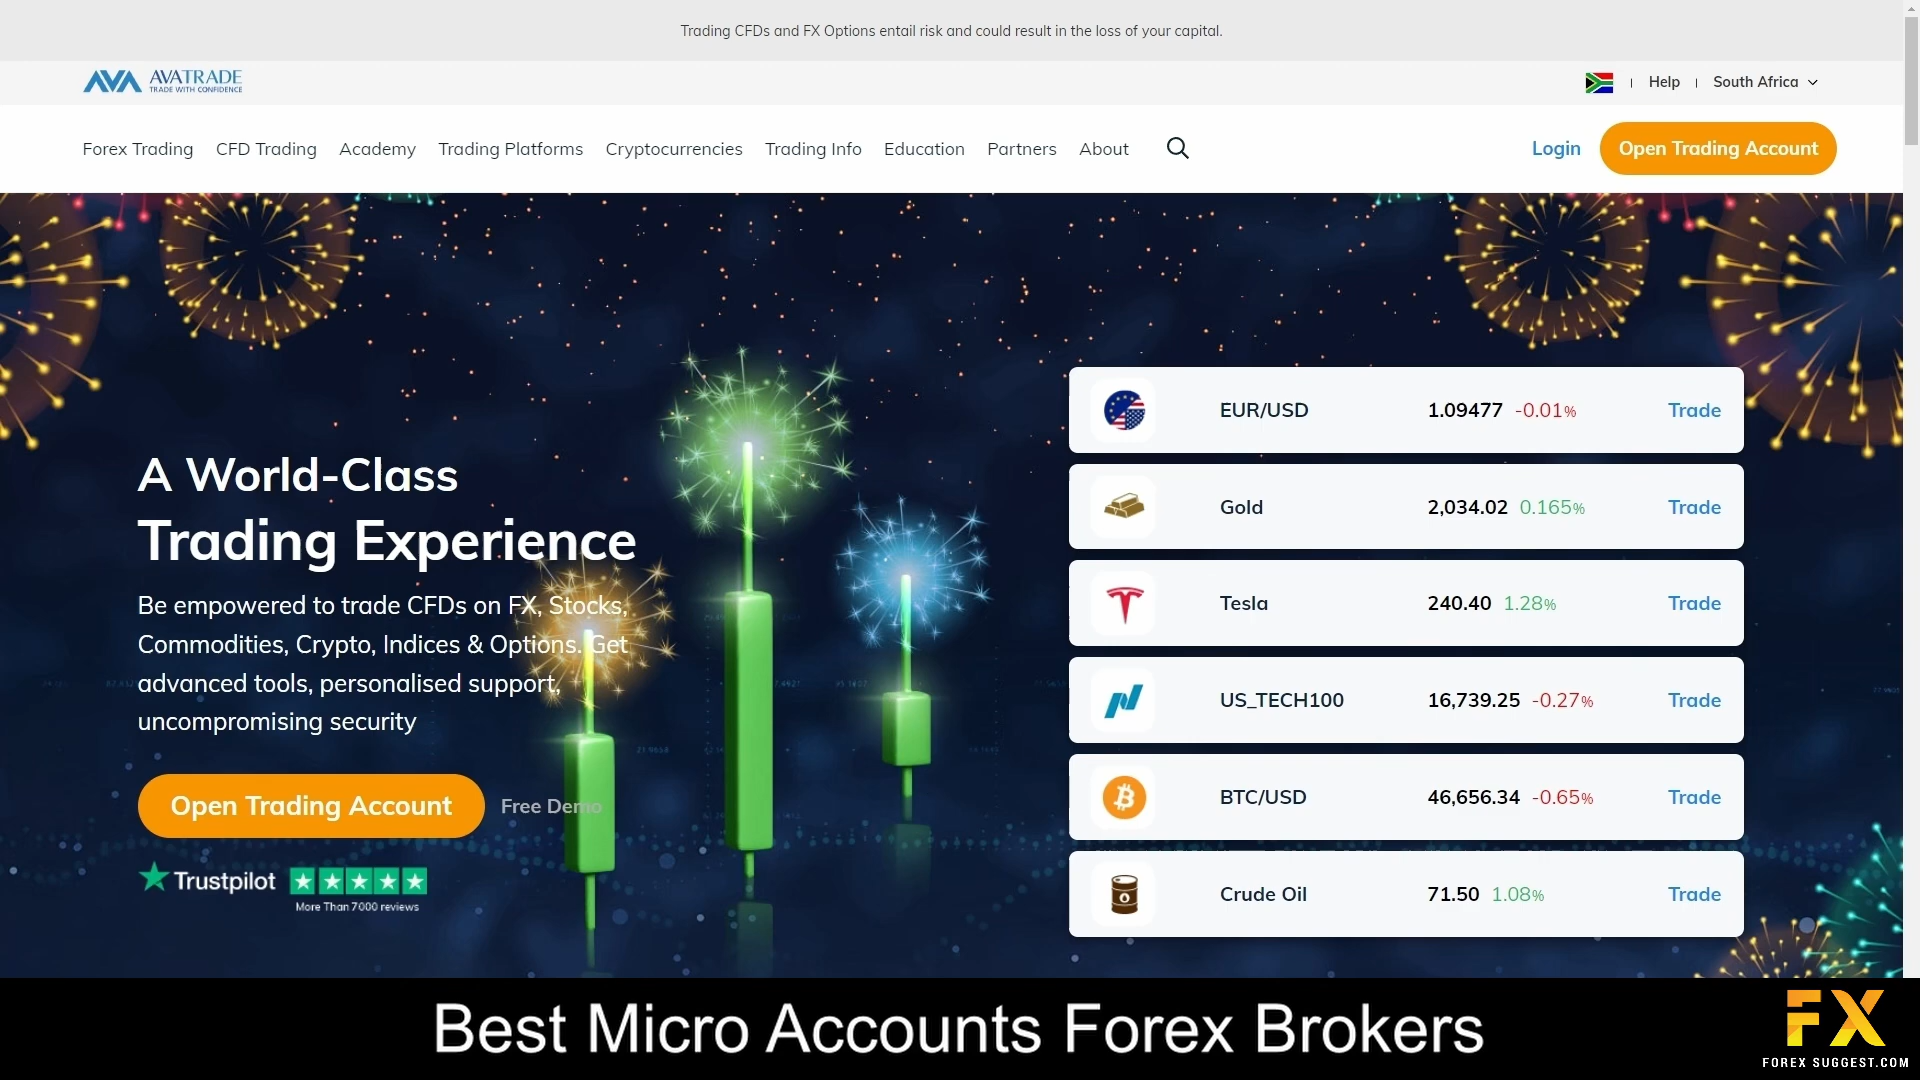 Trading CFDs and FX Options entail risk and could result in the loss of your capital.
AVA AVATRADE
TRADE WITH CONFIDENCE
Help
South Africa
Forex Trading CFD Trading Academy Trading Platforms Cryptocurrencies Trading Info Education Partners About
Login
Open Trading Account
A World-Class
Trading Experience
Be empowered to trade CFDs on FX, Stocks,
Commodities, Crypto, Indices & Options. Get
advanced tools, personalised support,
uncompromising security
Open Trading Account
Free Demo
Trustpilot
More Than 7000 reviews
EUR/USD 1.09477 -0.01% Trade
Gold 2,034.02 0.165% Trade
Tesla 240.40 1.28% Trade
US_TECH100 16,739.25 -0.27% Trade
BTC/USD 46,656.34 -0.65% Trade
Crude Oil 71.50 1.08% Trade
Best Micro Accounts Forex Brokers
FX
FOREX SUGGEST.COM